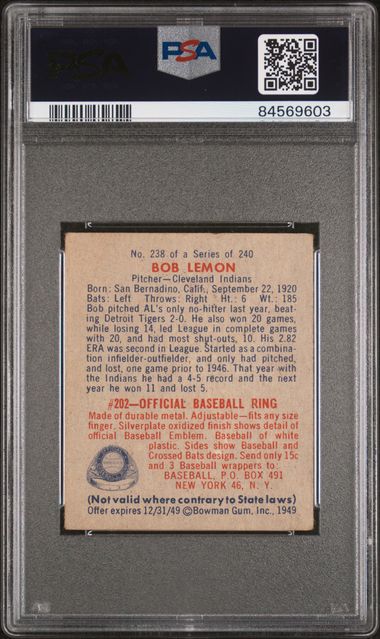 PSA
PSA
84569603
No. 238 of a Series of 240
BOB LEMON
Pitcher—Cleveland Indians
Born: San Bernadino, Calif., September 22, 1920
Bats: Left Throws: Right Ht.: 6 Wt.: 185
Bob pitched AL's only no-hitter last year, beat-
ing Detroit Tigers 2-0. He also won 20 games,
while losing 14, led League in complete games
with 20, and had most shut-outs, 10. His 2.82
ERA was second in League. Started as a combina-
tion infielder-outfielder, and only had pitched,
and lost, one game prior to 1946. That year with
the Indians he had a 4-5 record and the next
year he won 11 and lost 5.
#202—OFFICIAL BASEBALL RING
Made of durable metal. Adjustable—fits any size
finger. Silverplate oxidized finish shows detail of
official Baseball Emblem. Baseball of white
plastic. Sides show Baseball and
Crossed Bats design. Send only 15c
and 3 Baseball wrappers to:
BASEBALL, P.O. BOX 491
NEW YORK 46, N. Y.
(Not valid where contrary to State laws)
Offer expires 12/31/49 ©Bowman Gum, Inc., 1949